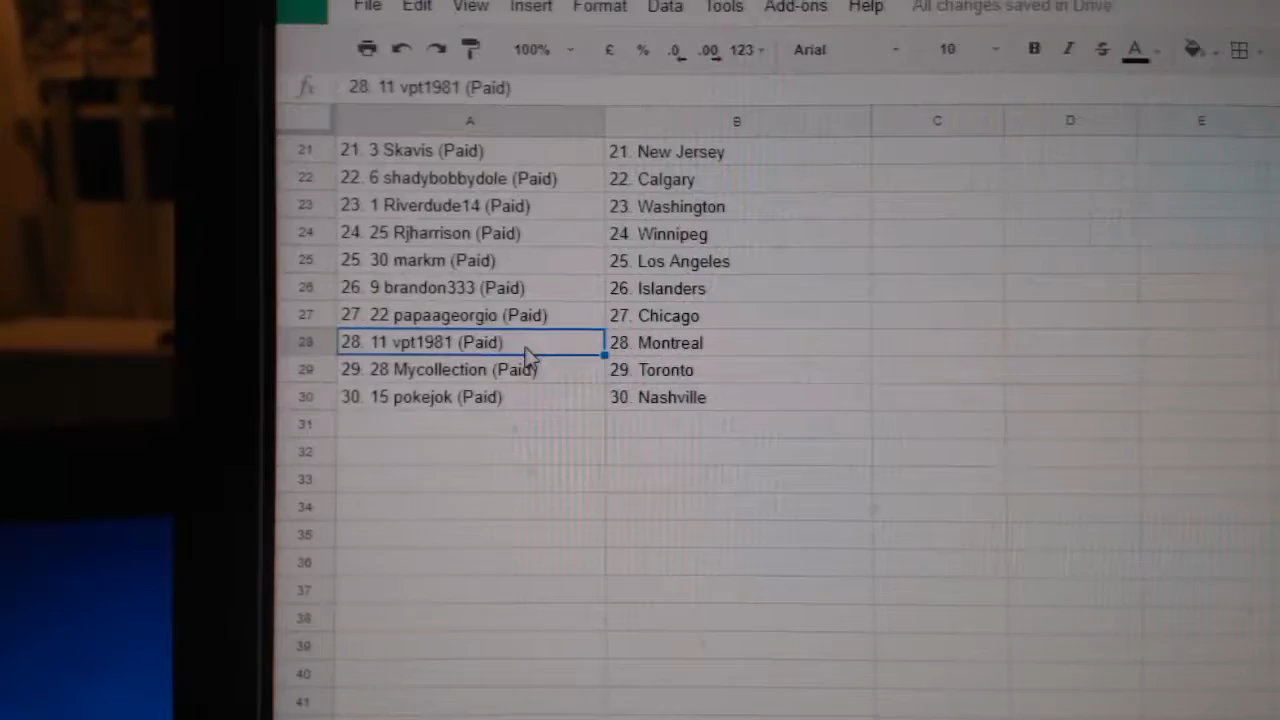 File Edit View Insert Format Data Tools Add-ons Help All changes saved in Drive
100% £ % .0 .00 123 Arial 10 B I S A
fx 28. 11 vpt1981 (Paid)
A B C D E
21 21. 3 Skavis (Paid) 21. New Jersey
22 22. 6 shadybobbydole (Paid) 22. Calgary
23 23. 1 Riverdude14 (Paid) 23. Washington
24 24. 25 Rjharrison (Paid) 24. Winnipeg
25 25. 30 markm (Paid) 25. Los Angeles
26 26. 9 brandon333 (Paid) 26. Islanders
27 27. 22 papaageorgio (Paid) 27. Chicago
28 28. 11 vpt1981 (Paid) 28. Montreal
29 29. 28 Mycollection (Paid) 29. Toronto
30 30. 15 pokejok (Paid) 30. Nashville
31
32
33
34
35
36
37
38
39
40
41